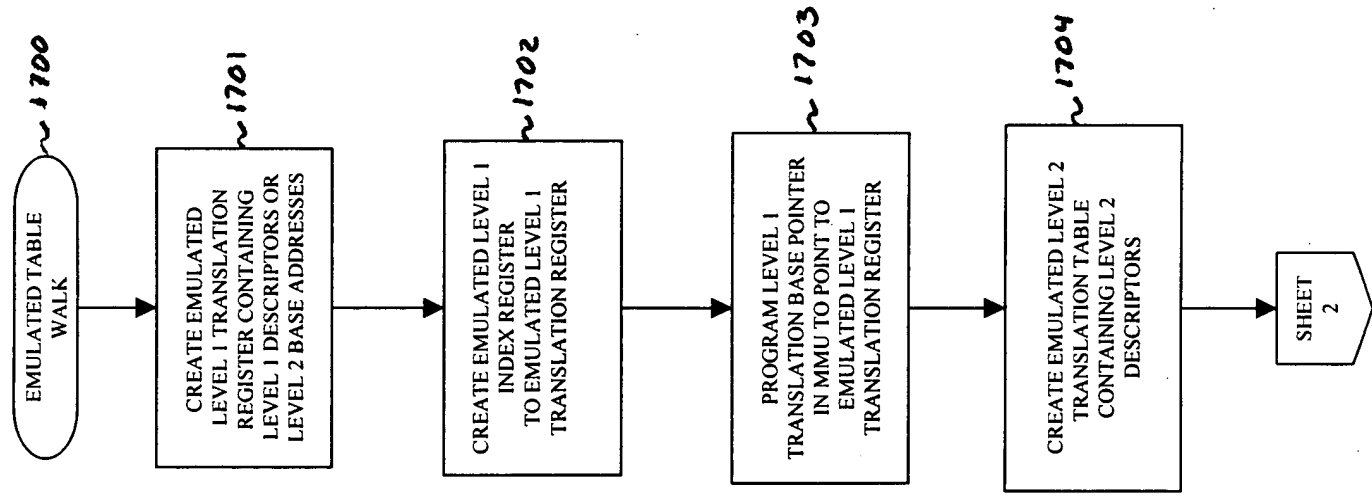 EMULATED TABLE
WALK
1700
CREATE EMULATED
LEVEL 1 TRANSLATION
REGISTER CONTAINING
LEVEL 1 DESCRIPTORS OR
LEVEL 2 BASE ADDRESSES
1701
CREATE EMULATED LEVEL 1
INDEX REGISTER
TO EMULATED LEVEL 1
TRANSLATION REGISTER
1702
PROGRAM LEVEL 1
TRANSLATION BASE POINTER
IN MMU TO POINT TO
EMULATED LEVEL 1
TRANSLATION REGISTER
1703
CREATE EMULATED LEVEL 2
TRANSLATION TABLE
CONTAINING LEVEL 2
DESCRIPTORS
1704
SHEET
2